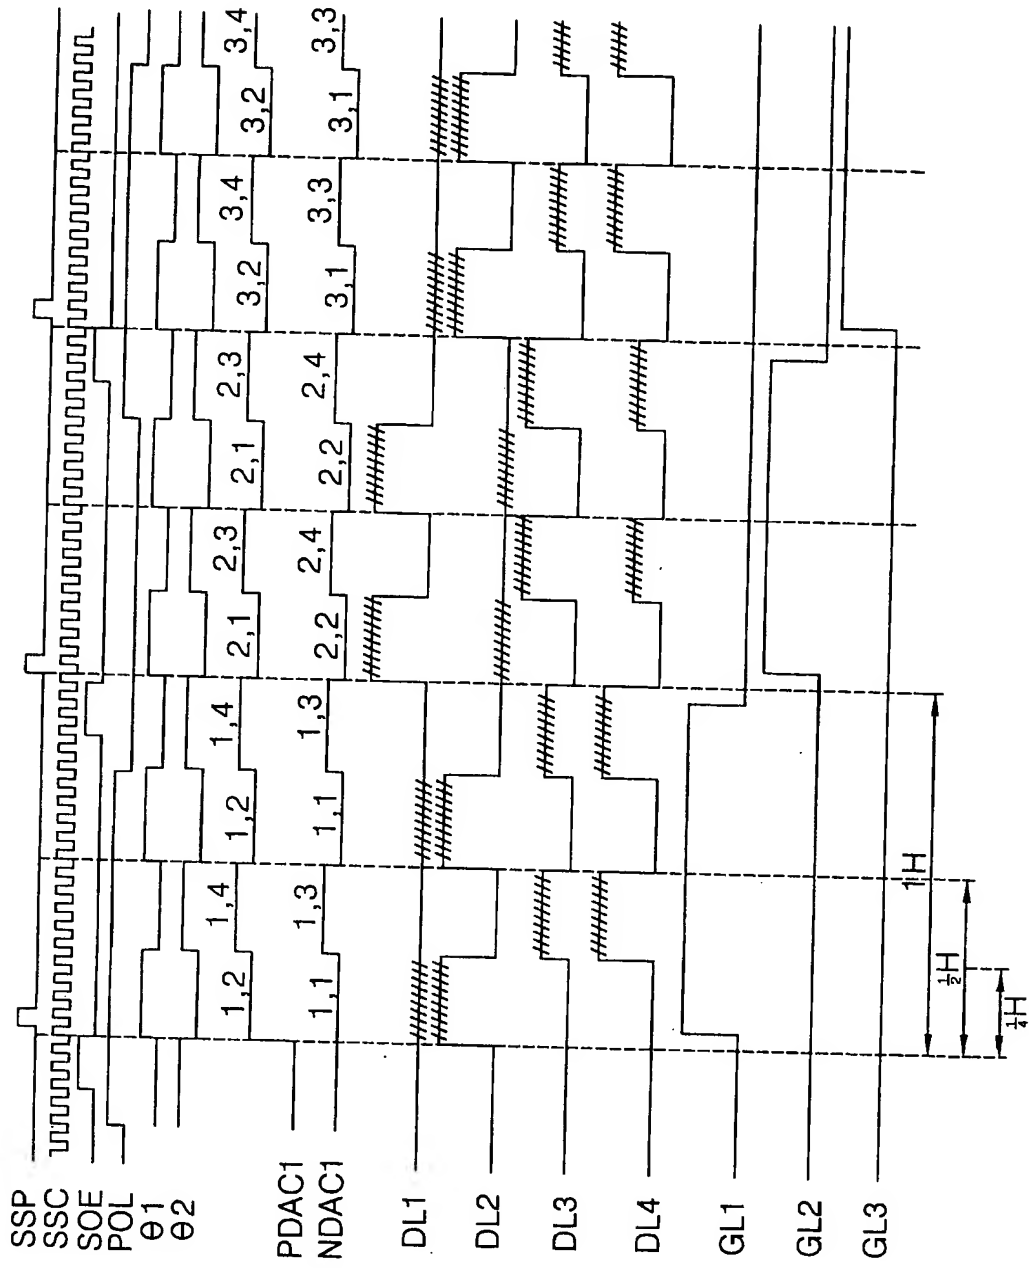 SSP
SSC
SOE
POL
θ1
θ2
PDAC1 1,2 1,4 1,2 1,4 2,1 2,3 2,1 2,3 3,2 3,4 3,2 3,4
NDAC1 1,1 1,3 1,1 1,3 2,2 2,4 2,2 2,4 3,1 3,3 3,1 3,3
DL1
DL2
DL3
DL4
GL1
GL2
GL3
1H
½H
¼H